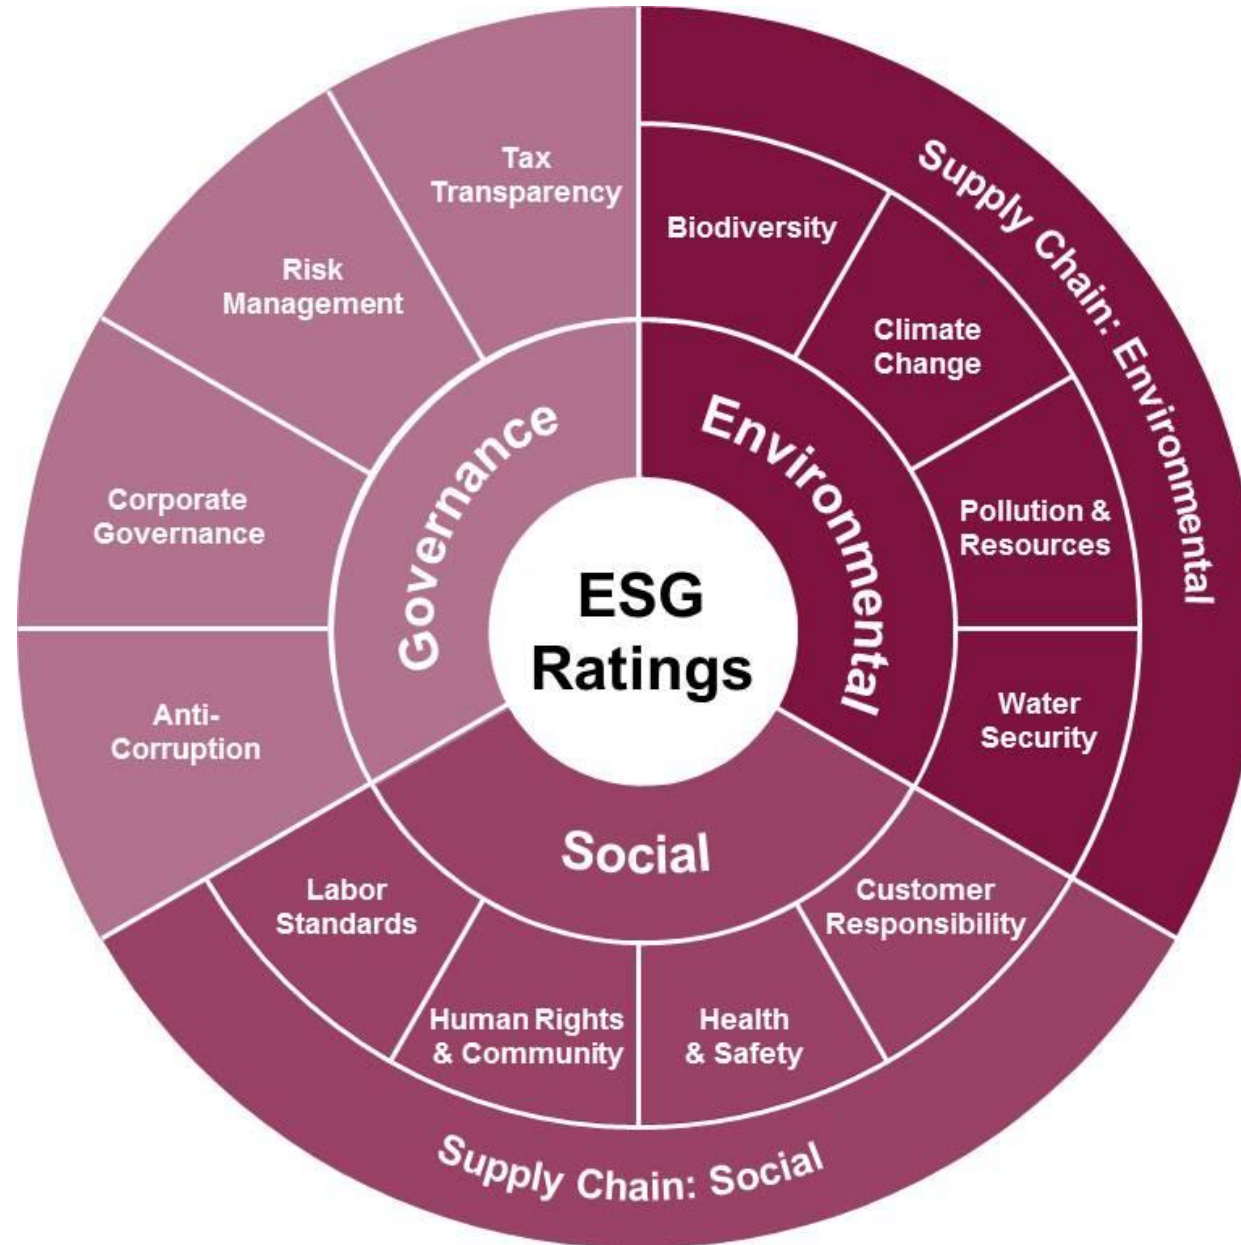 ESG
Ratings
Environmental
Biodiversity
Climate
Change
Pollution &
Resources
Water
Security
Supply Chain: Environmental
Social
Customer
Responsibility
Health
& Safety
Human Rights
& Community
Labor
Standards
Supply Chain: Social
Governance
Anti-
Corruption
Corporate
Governance
Risk
Management
Tax
Transparency